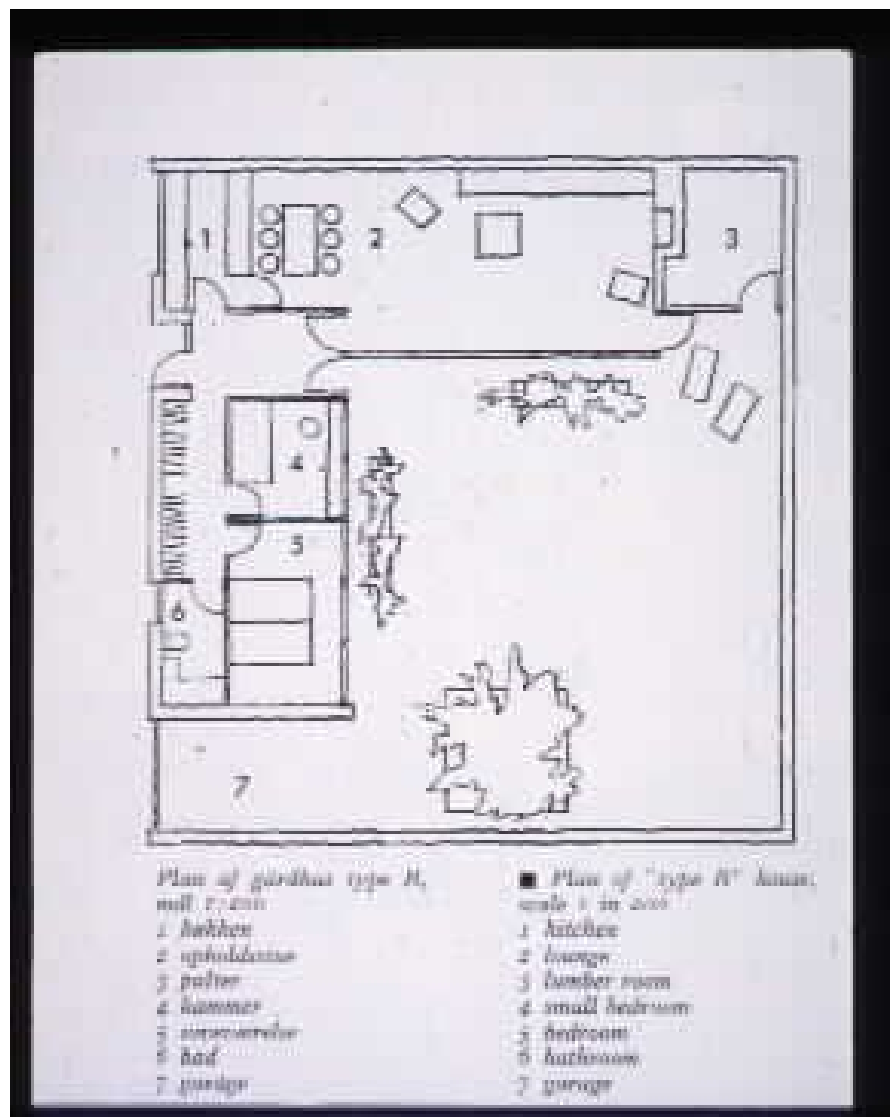 1
2
3
4
5
6
7
Plan of gårdhus type B,
mål 1:200
1 køkken
2 opholdsstue
3 pulter
4 kammer
5 soveværelse
6 bad
7 garage
■ Plan of "type B" house,
scale 1 in 200
1 kitchen
2 lounge
3 lumber room
4 small bedroom
5 bedroom
6 bathroom
7 garage